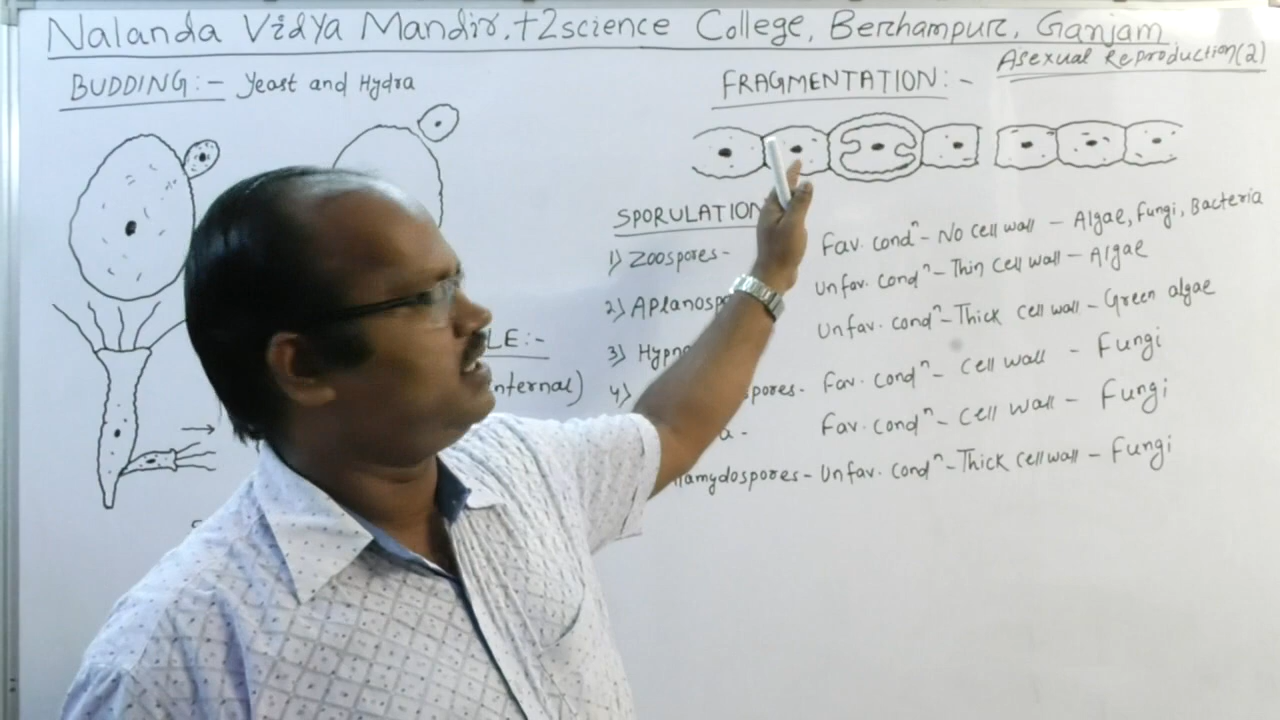 Nalanda Vidya Mandir, +2 science College, Berhampur, Ganjam
Asexual Reproduction(2)
BUDDING :- Yeast and Hydra
FRAGMENTATION :-
SPORULATION
1) Zoospores - Fav. condⁿ - No cell wall - Algae, Fungi, Bacteria
2) Aplanosp Unfav. condⁿ - Thin cell wall - Algae
3) Hypn Unfav. condⁿ - Thick cell wall - Green algae
4) spores - Fav. condⁿ - Cell wall - Fungi
a - Fav. condⁿ - Cell wall - Fungi
amydospores - Unfav. condⁿ - Thick cell wall - Fungi
LE :-
nternal)